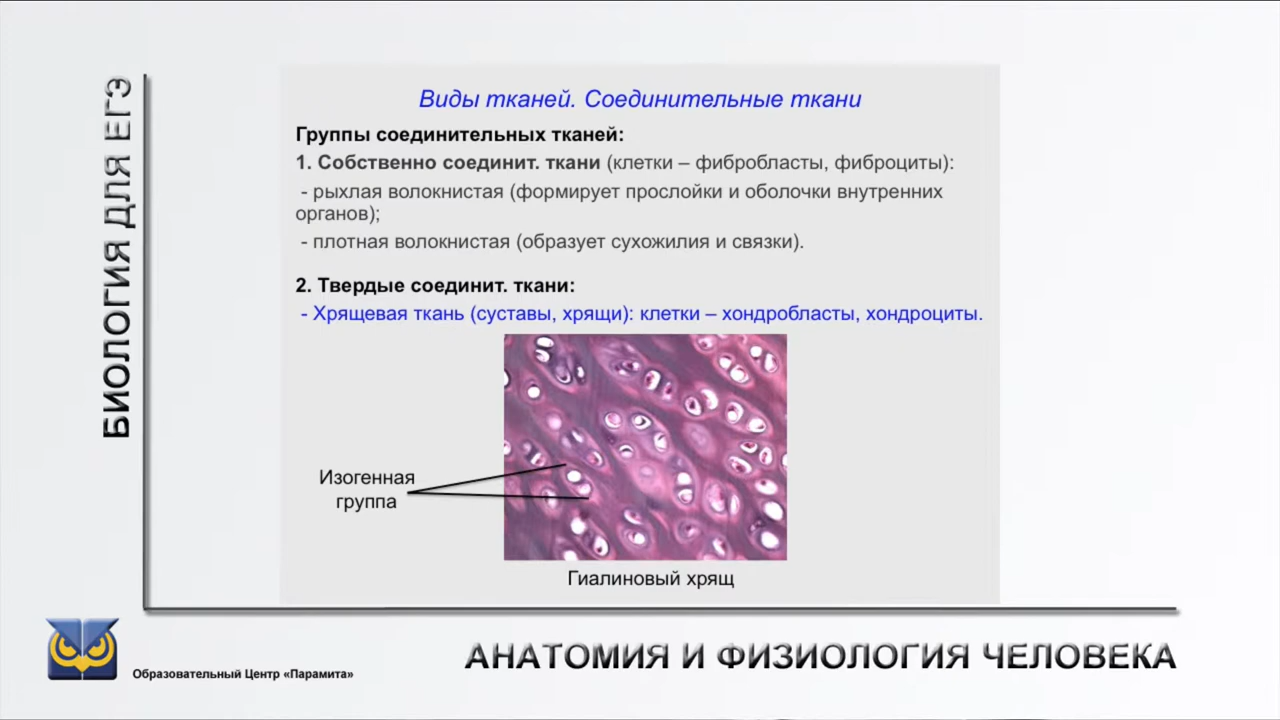 БИОЛОГИЯ ДЛЯ ЕГЭ
Виды тканей. Соединительные ткани
Группы соединительных тканей:
1. Собственно соединит. ткани (клетки – фибробласты, фиброциты):
- рыхлая волокнистая (формирует прослойки и оболочки внутренних
органов);
- плотная волокнистая (образует сухожилия и связки).
2. Твердые соединит. ткани:
- Хрящевая ткань (суставы, хрящи): клетки – хондробласты, хондроциты.
Изогенная
группа
Гиалиновый хрящ
Образовательный Центр «Парамита»
АНАТОМИЯ И ФИЗИОЛОГИЯ ЧЕЛОВЕКА